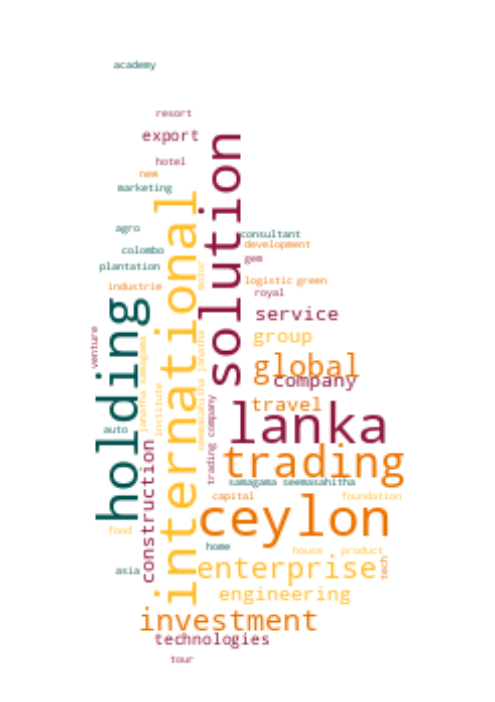 academy
resort
export
hotel
new
marketing
solution
international
agro
consultant
development
colombo
gem
plantation
motor
logistic green
industrie
royal
holding
service
venture
group
janatha samagama
seemasahitha janatha
global
company
institute
travel
trading company
lanka
auto
construction
trading
samagama seemasahitha
capital
foundation
ceylon
food
home
house
product
tech
asia
enterprise
engineering
investment
technologies
tour